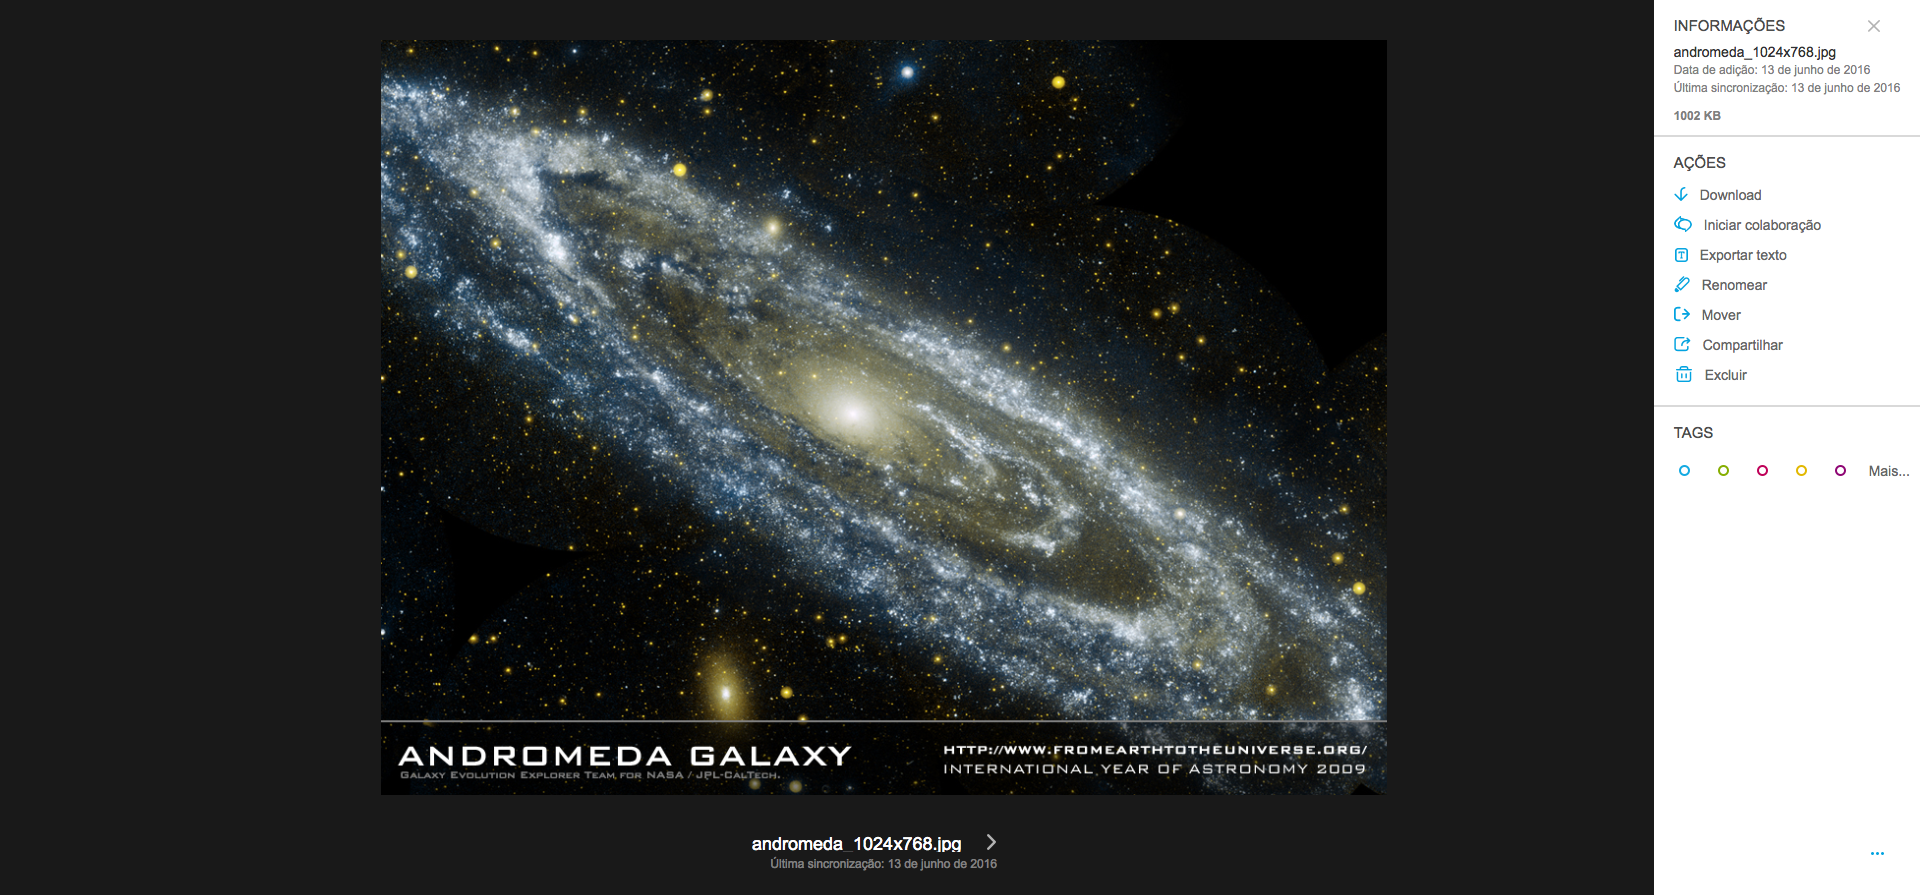 ANDROMEDA GALAXY
GALAXY EVOLUTION EXPLORER TEAM, FOR NASA / JPL-CALTECH.
HTTP://WWW.FROMEARTHTOTHEUNIVERSE.ORG/
INTERNATIONAL YEAR OF ASTRONOMY 2009
andromeda_1024x768.jpg
Última sincronização: 13 de junho de 2016
INFORMAÇÕES
andromeda_1024x768.jpg
Data de adição: 13 de junho de 2016
Última sincronização: 13 de junho de 2016
1002 KB
AÇÕES
Download
Iniciar colaboração
Exportar texto
Renomear
Mover
Compartilhar
Excluir
TAGS
Mais...